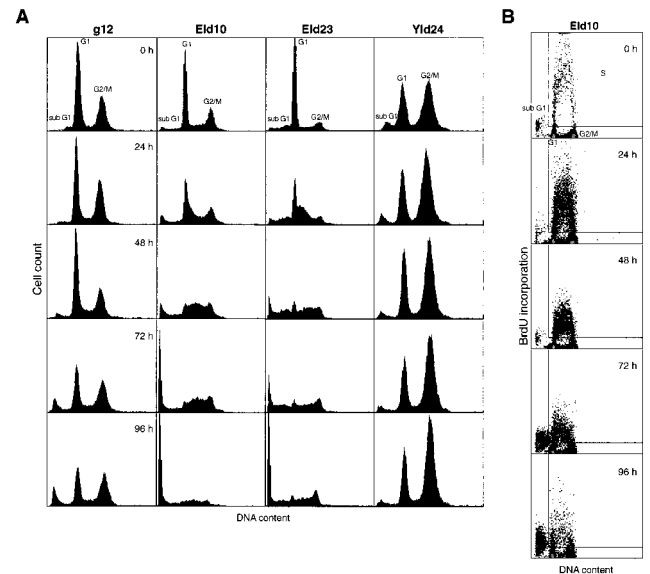 A
B
g12
Eld10
Eld23
Yld24
Eld10
0 h
G1
G2/M
sub G1
G1
G2/M
sub G1
G1
G2/M
sub G1
G1
G2/M
sub G1
24 h
48 h
72 h
96 h
Cell count
DNA content
0 h
S
sub G1
G1
G2/M
24 h
48 h
72 h
96 h
BrdU incorporation
DNA content